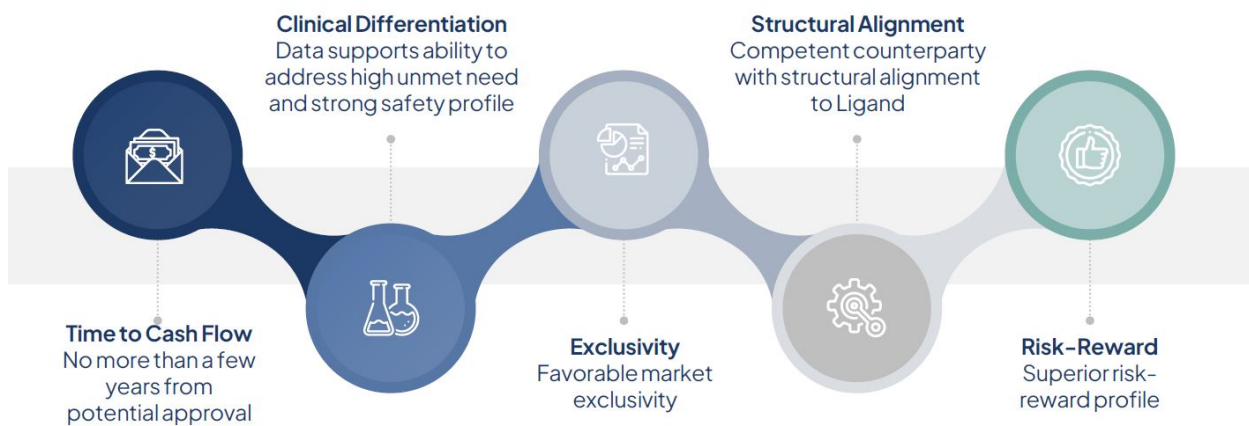 Clinical Differentiation
Data supports ability to
address high unmet need
and strong safety profile
Structural Alignment
Competent counterparty
with structural alignment
to Ligand
$
Time to Cash Flow
No more than a few
years from
potential approval
Exclusivity
Favorable market
exclusivity
Risk-Reward
Superior risk-
reward profile